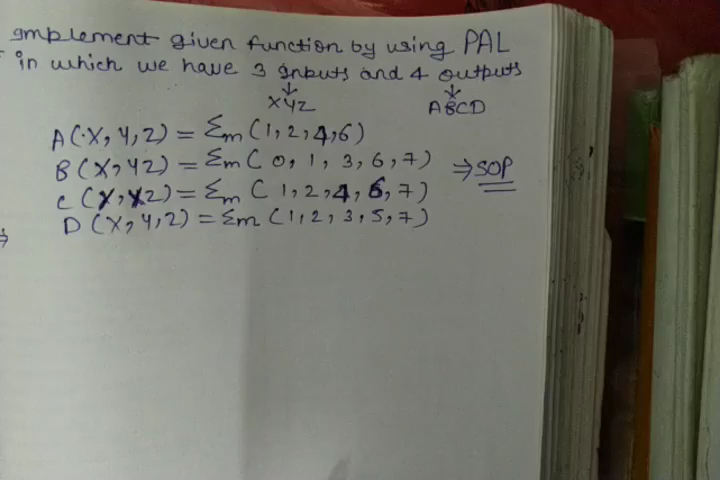 Implement given function by using PAL
in which we have 3 inputs and 4 outputs
↓ ↓
XYZ ABCD
A(X, Y, Z) = Σm (1, 2, 4, 6)
B(X, YZ) = Σm ( 0, 1, 3, 6, 7) ⇒ SOP
C (X, YZ) = Σm ( 1, 2, 4, 6, 7)
D (X, Y, Z) = Σm (1, 2, 3, 5, 7)
⇒